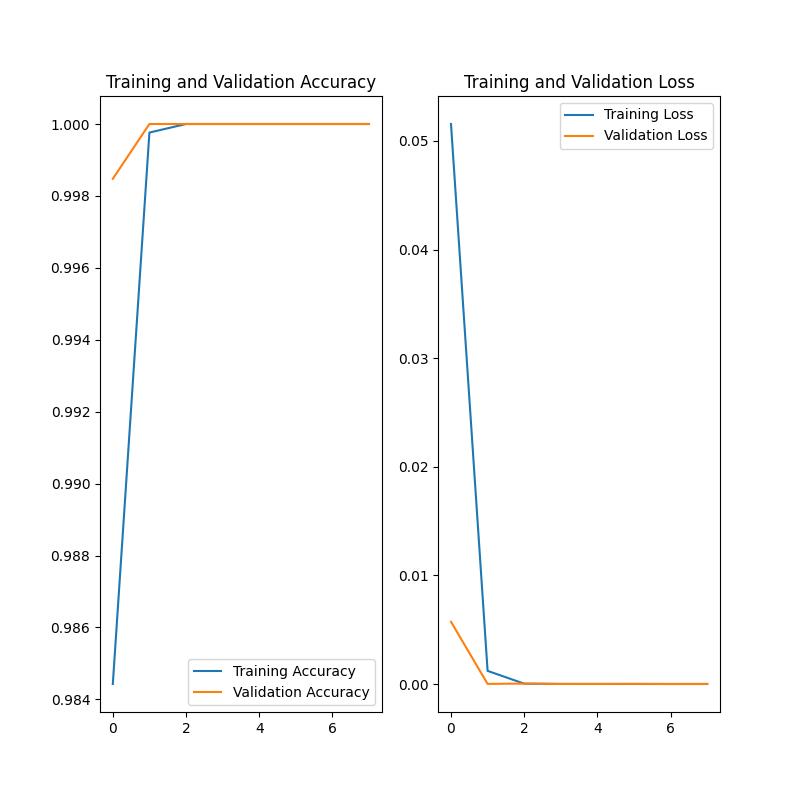 Training and Validation Accuracy
1.000
0.998
0.996
0.994
0.992
0.990
0.988
0.986
0.984
0 2 4 6
Training Accuracy
Validation Accuracy
Training and Validation Loss
0.05
0.04
0.03
0.02
0.01
0.00
0 2 4 6
Training Loss
Validation Loss